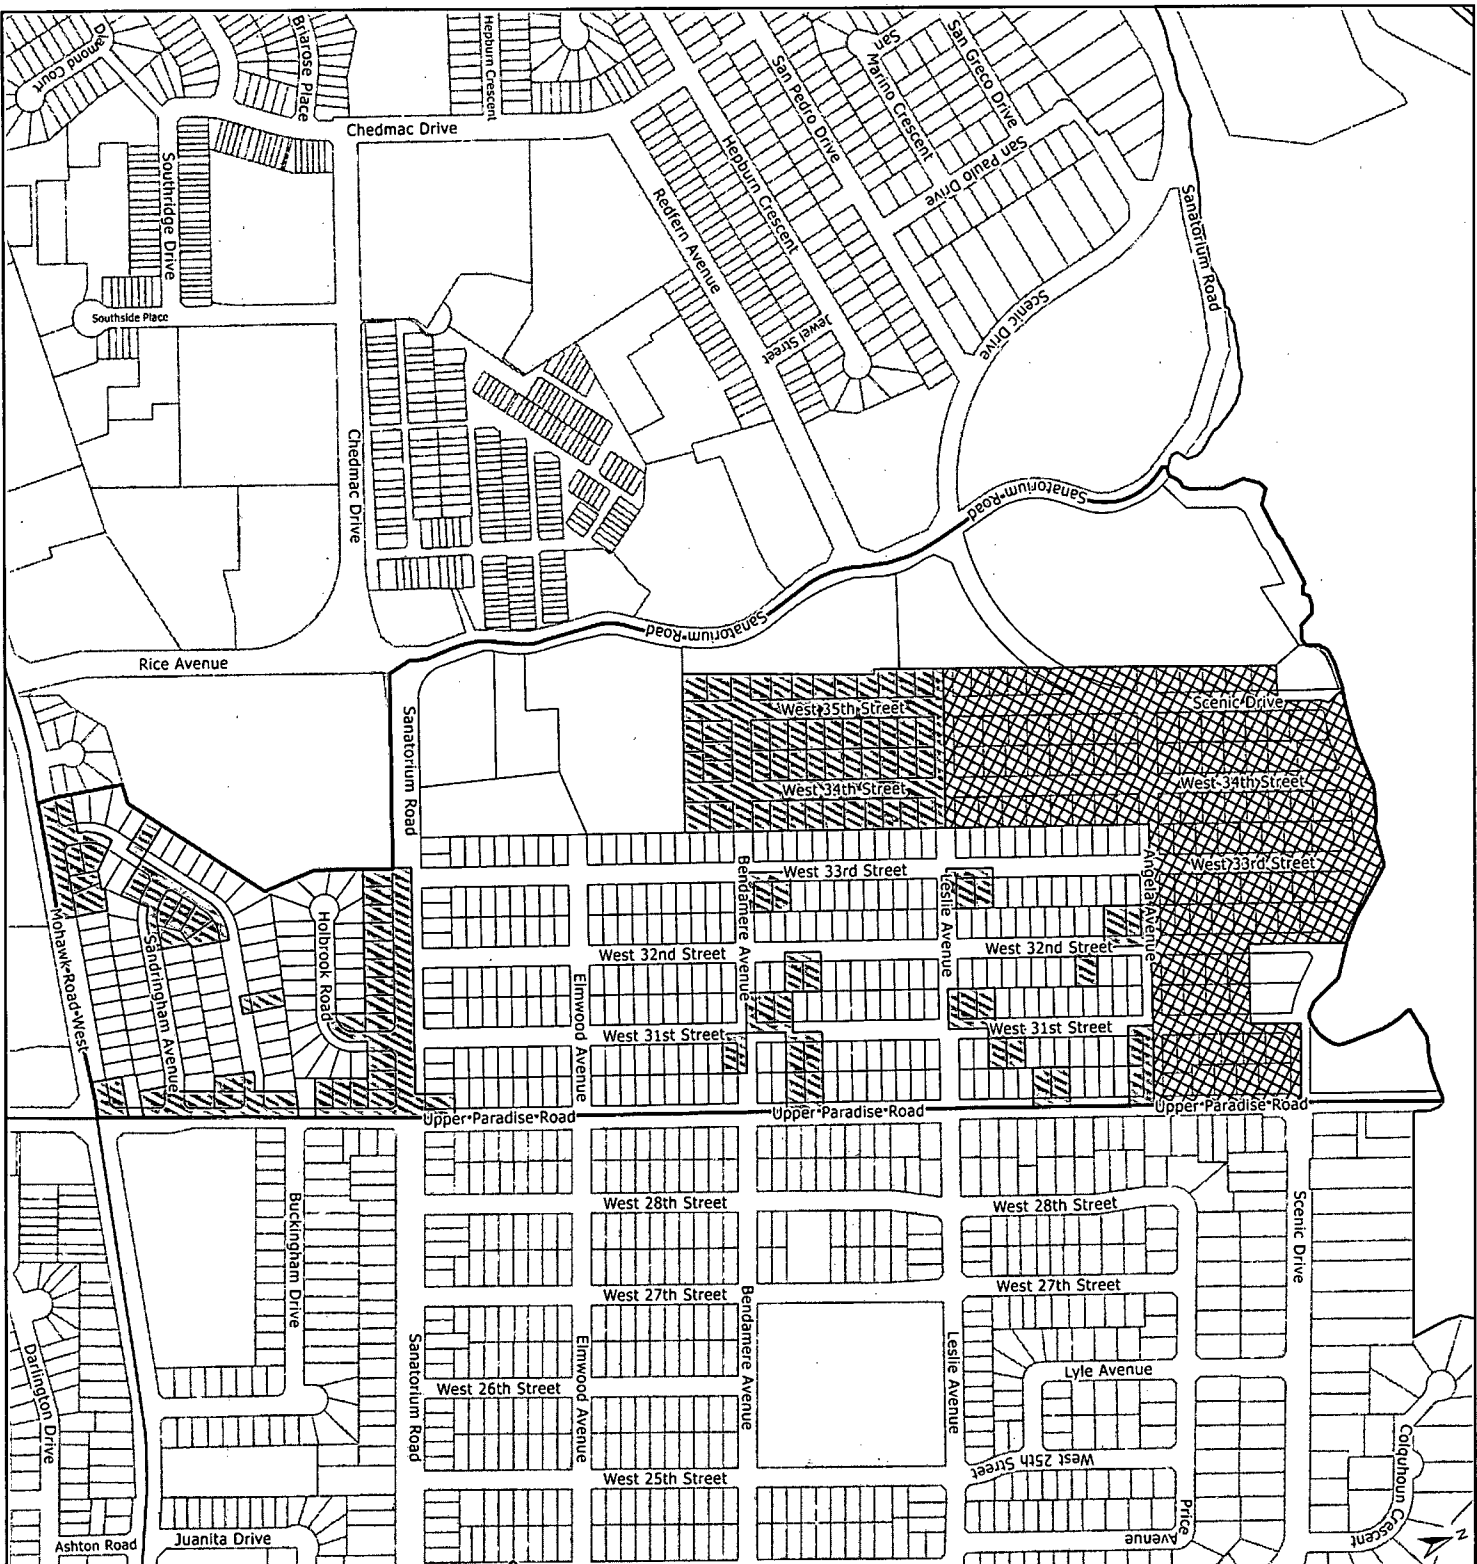 Diamond Court
Briarose Place
Hepburn Crescent
San
San Greco Drive
Marino Crescent
San Pedro Drive
Chedmac Drive
Hepburn Crescent
San Paulo Drive
Southridge Drive
Redfern Avenue
Sanatorium Road
Southside Place
Jewel Street
Scenic Drive
Chedmac Drive
Sanatorium Road
Sanatorium Road
Rice Avenue
Sanatorium Road
West 35th Street
Scenic Drive
West 34th Street
West 34th Street
Bendamere Avenue
West 33rd Street
Leslie Avenue
Angela Avenue
West 33rd Street
Mohawk Road West
Sandringham Avenue
Holbrook Road
West 32nd Street
West 32nd Street
Elmwood Avenue
West 31st Street
West 31st Street
Upper Paradise Road
Upper Paradise Road
Upper Paradise Road
Buckingham Drive
West 28th Street
West 28th Street
Scenic Drive
West 27th Street
West 27th Street
Darlington Drive
Sanatorium Road
West 26th Street
Elmwood Avenue
Bendamere Avenue
Leslie Avenue
Lyle Avenue
West 25th Street
West 25th Street
Colquhoun Crescent
Ashton Road
Juanita Drive
Price
Avenue
N